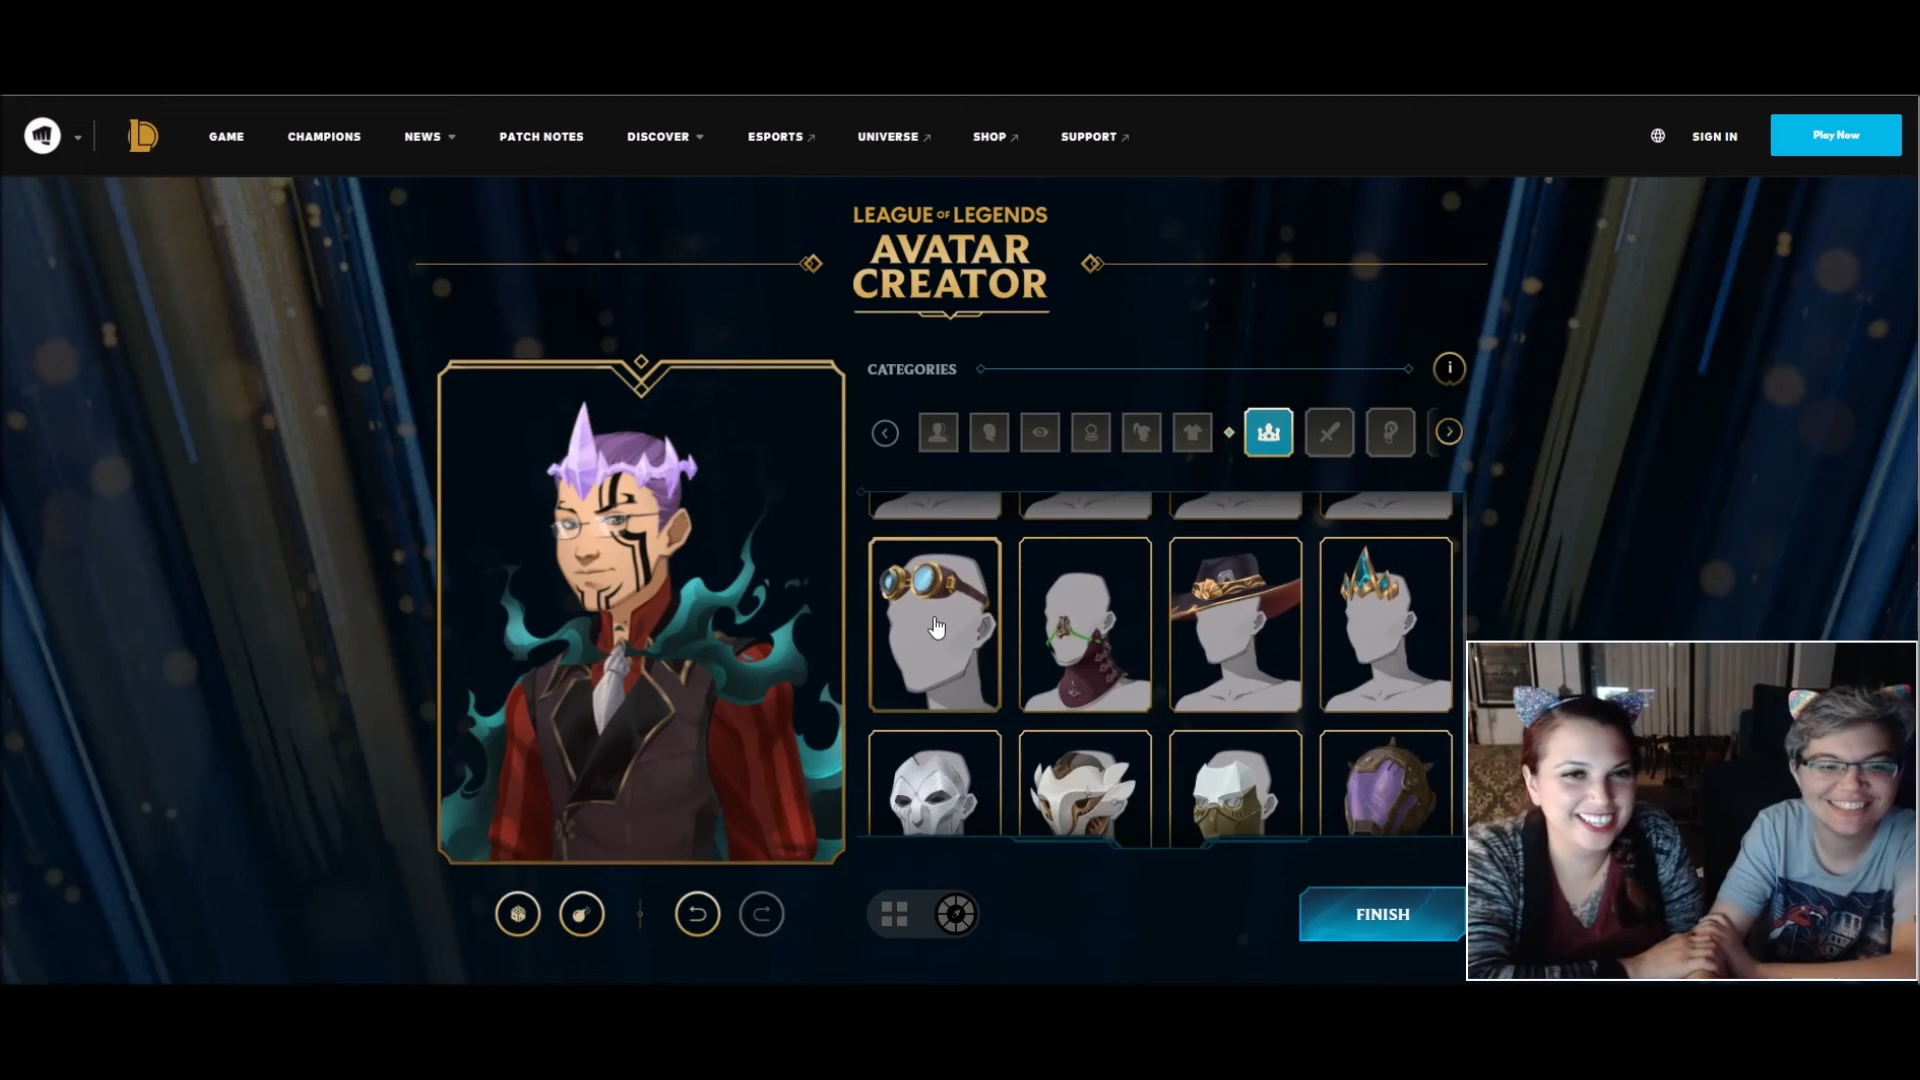 GAME
CHAMPIONS
NEWS
PATCH NOTES
DISCOVER
ESPORTS
UNIVERSE
SHOP
SUPPORT
SIGN IN
Play Now
LEAGUE OF LEGENDS
AVATAR
CREATOR
CATEGORIES
i
FINISH